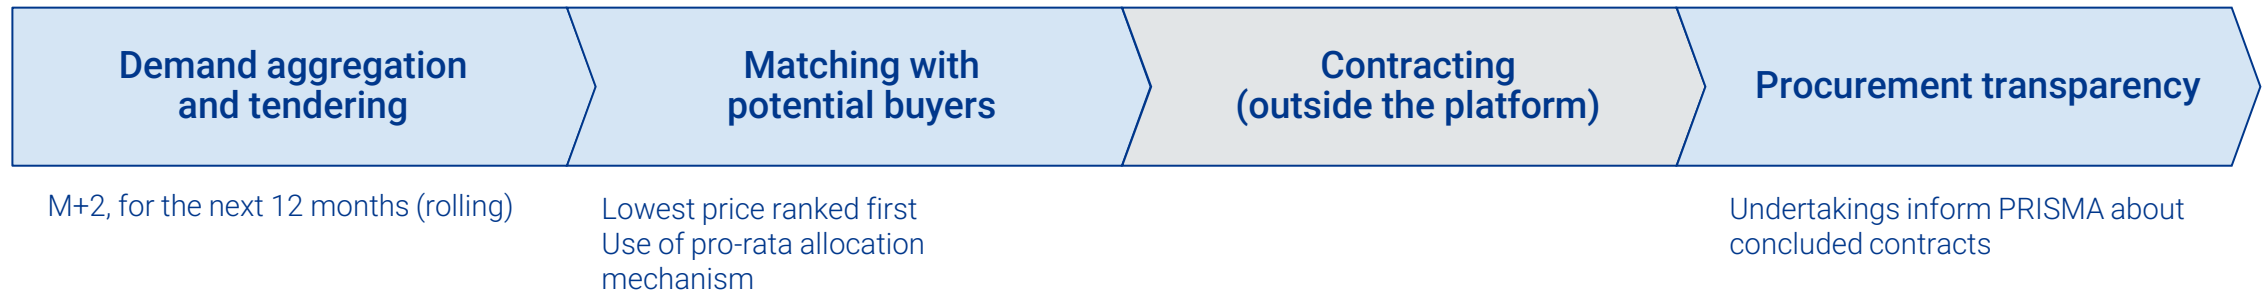 Demand aggregation
and tendering
Matching with
potential buyers
Contracting
(outside the platform)
Procurement transparency
M+2, for the next 12 months (rolling)
Lowest price ranked first
Use of pro-rata allocation
mechanism
Undertakings inform PRISMA about
concluded contracts